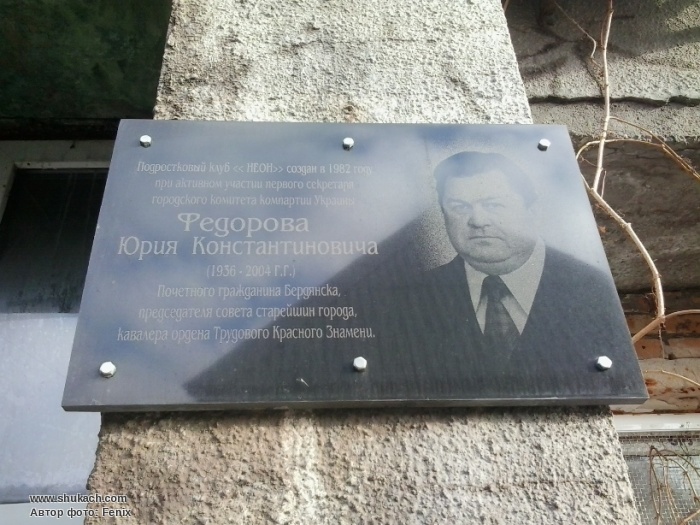 Подростковый клуб << НЕОН>> создан в 1982 году
при активном участии первого секретаря
городского комитета компартии Украины
Федорова
Юрия Константиновича
(1936 - 2004 г.г.)
Почетного гражданина Бердянска,
председателя совета старейшин города,
кавалера ордена Трудового Красного Знамени.
www.shukach.com
Автор фото: Fenix